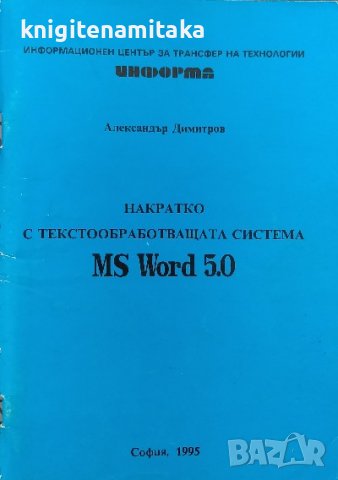 knigitenamitaka.com
ИНФОРМАЦИОНЕН ЦЕНТЪР ЗА ТРАНСФЕР НА ТЕХНОЛОГИИ
ИНФОРМА
Александър Димитров
НАКРАТКО
С ТЕКСТООБРАБОТВАЩАТА СИСТЕМА
MS Word 5.0
София, 1995
BAZAR